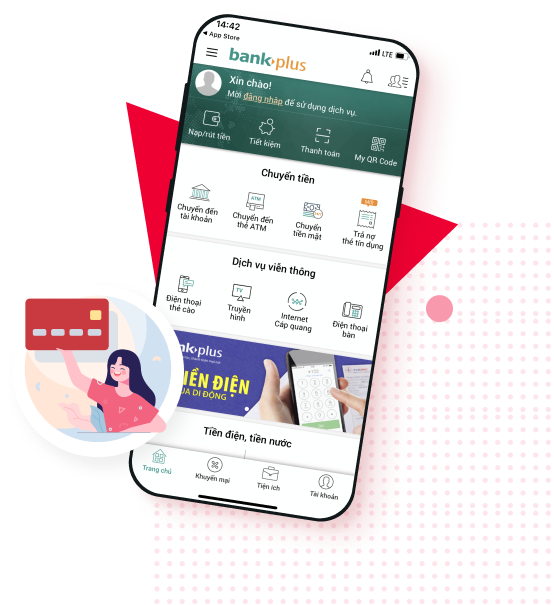 14:42
App Store
LTE
bank plus
Xin chào!
Mời đăng nhập để sử dụng dịch vụ.
Nạp/rút tiền
Tiết kiệm
Thanh toán
My QR Code
Chuyển tiền
Chuyển đến
tài khoản
ATM
Chuyển đến
thẻ ATM
Chuyển
tiền mặt
Trả nợ
thẻ tín dụng
Dịch vụ viễn thông
Điện thoại
thẻ cào
TV
Truyền
hình
Internet
Cáp quang
Điện thoại
bàn
nk plus
IỀN ĐIỆN
UA DI ĐỘNG
Tiền điện, tiền nước
Trang chủ
Khuyến mại
Tiện ích
Tài khoản